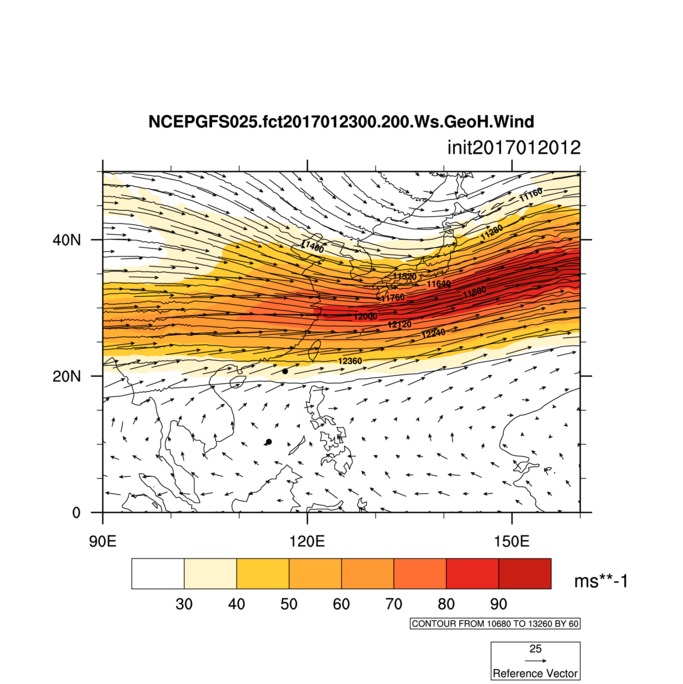 NCEPGFS025.fct2017012300.200.Ws.GeoH.Wind
init2017012012
11160
11280
11400
40N
11520
11640
11760
11880
12000
12120
12240
12360
20N
0
90E 120E 150E
ms**-1
30 40 50 60 70 80 90
CONTOUR FROM 10680 TO 13260 BY 60
25
Reference Vector